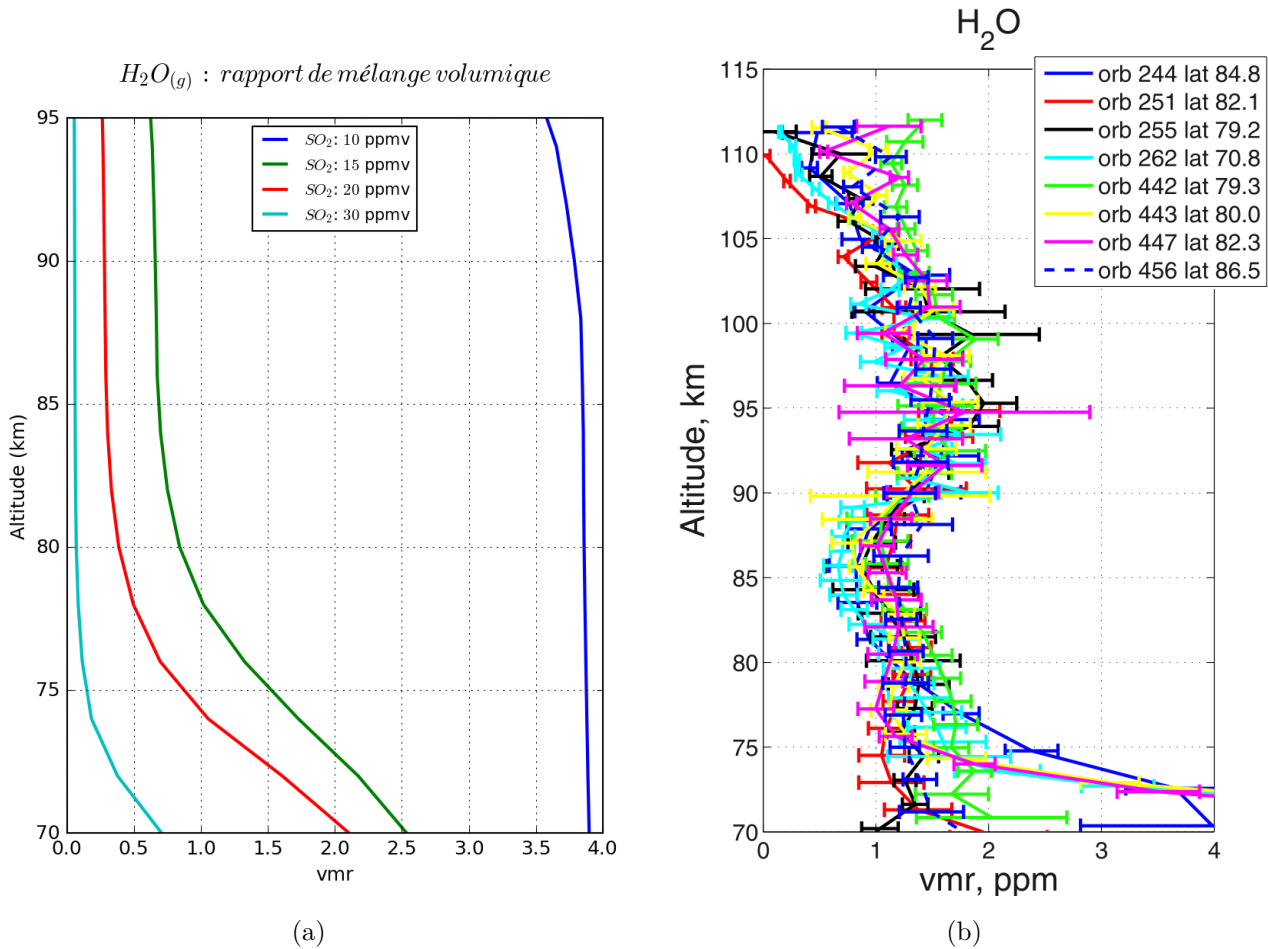 H₂O₍g₎ : rapport de mélange volumique
SO₂: 10 ppmv
SO₂: 15 ppmv
SO₂: 20 ppmv
SO₂: 30 ppmv
Altitude (km)
95
90
85
80
75
70
0.0 0.5 1.0 1.5 2.0 2.5 3.0 3.5 4.0
vmr
(a)
H₂O
orb 244 lat 84.8
orb 251 lat 82.1
orb 255 lat 79.2
orb 262 lat 70.8
orb 442 lat 79.3
orb 443 lat 80.0
orb 447 lat 82.3
orb 456 lat 86.5
Altitude, km
115
110
105
100
95
90
85
80
75
70
0 1 2 3 4
vmr, ppm
(b)